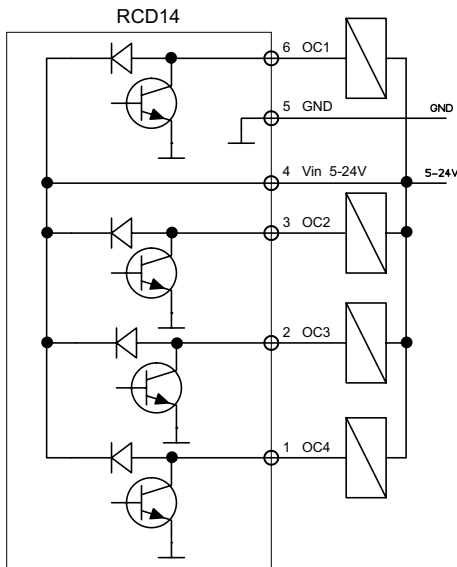 RCD14
6 OC1
5 GND
GND
4 Vin 5-24V
5-24V
3 OC2
2 OC3
1 OC4